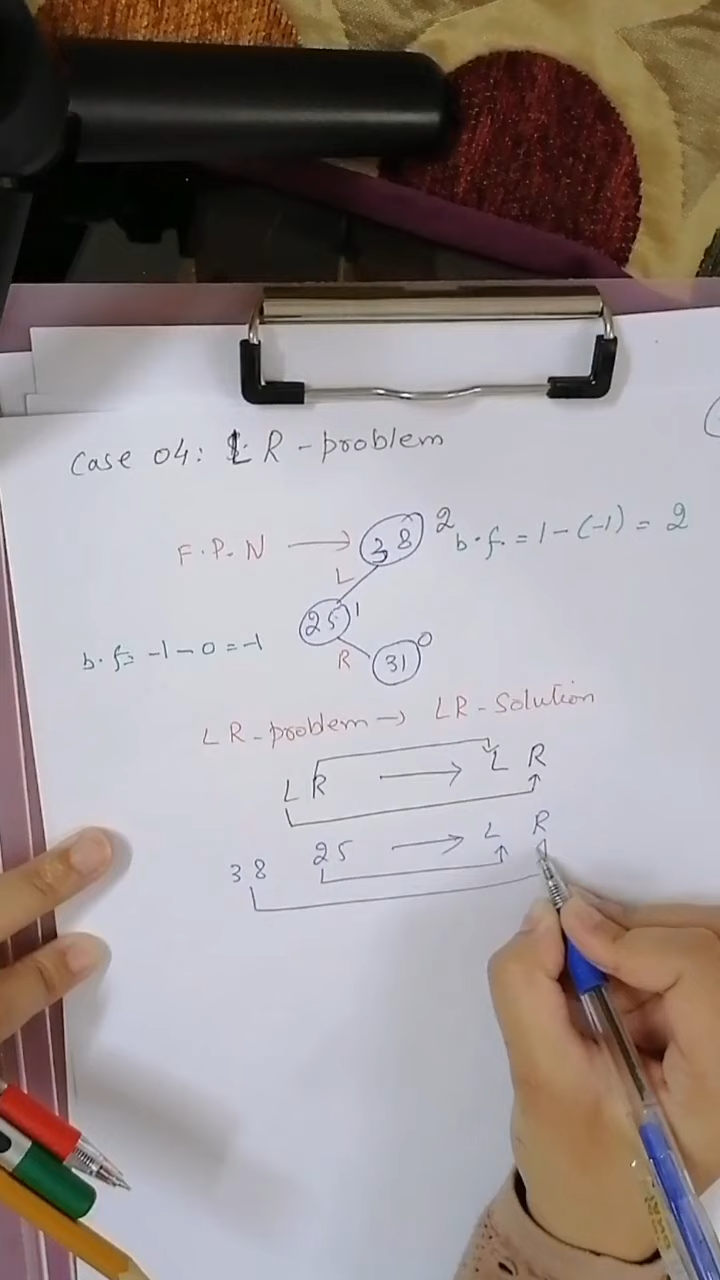 Case 04: LR - problem
F.P.N → 38 2 b.f. = 1 - (-1) = 2
L
25 1
b.f = -1 - 0 = -1
R 31 0
LR-problem → LR-Solution
LR → L R
38 25 → L R